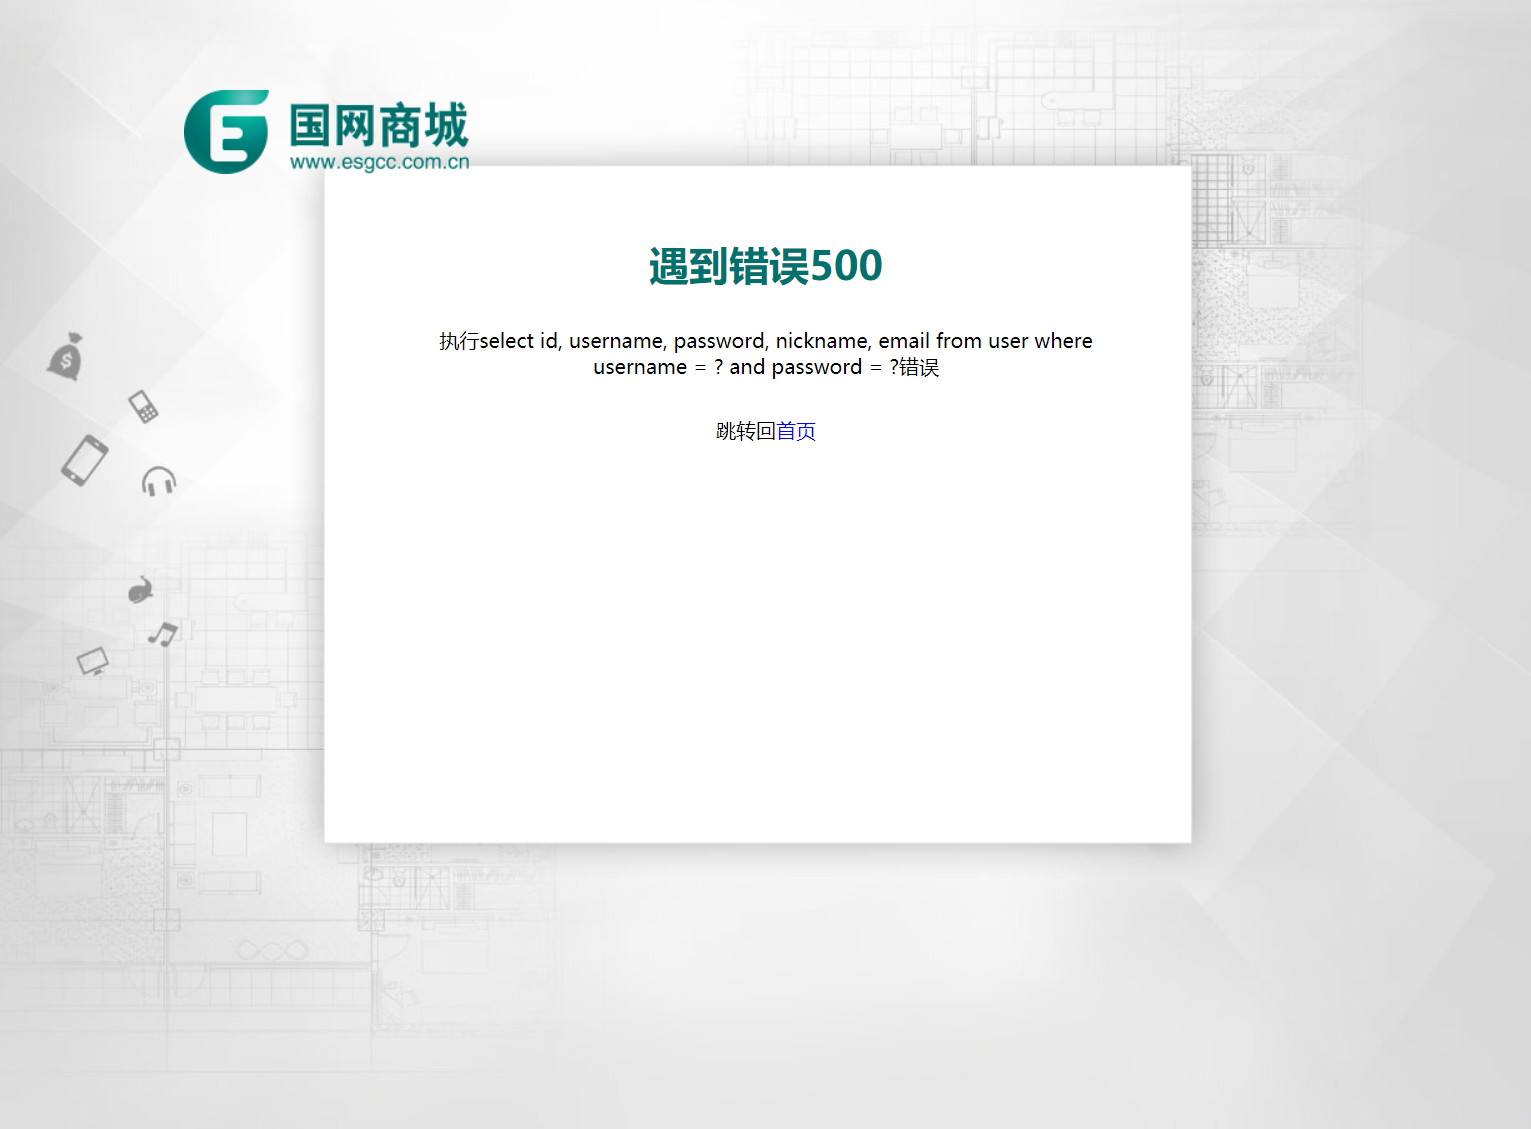 国网商城
www.esgcc.com.cn
遇到错误500
执行select id, username, password, nickname, email from user where
username = ? and password = ?错误
跳转回首页